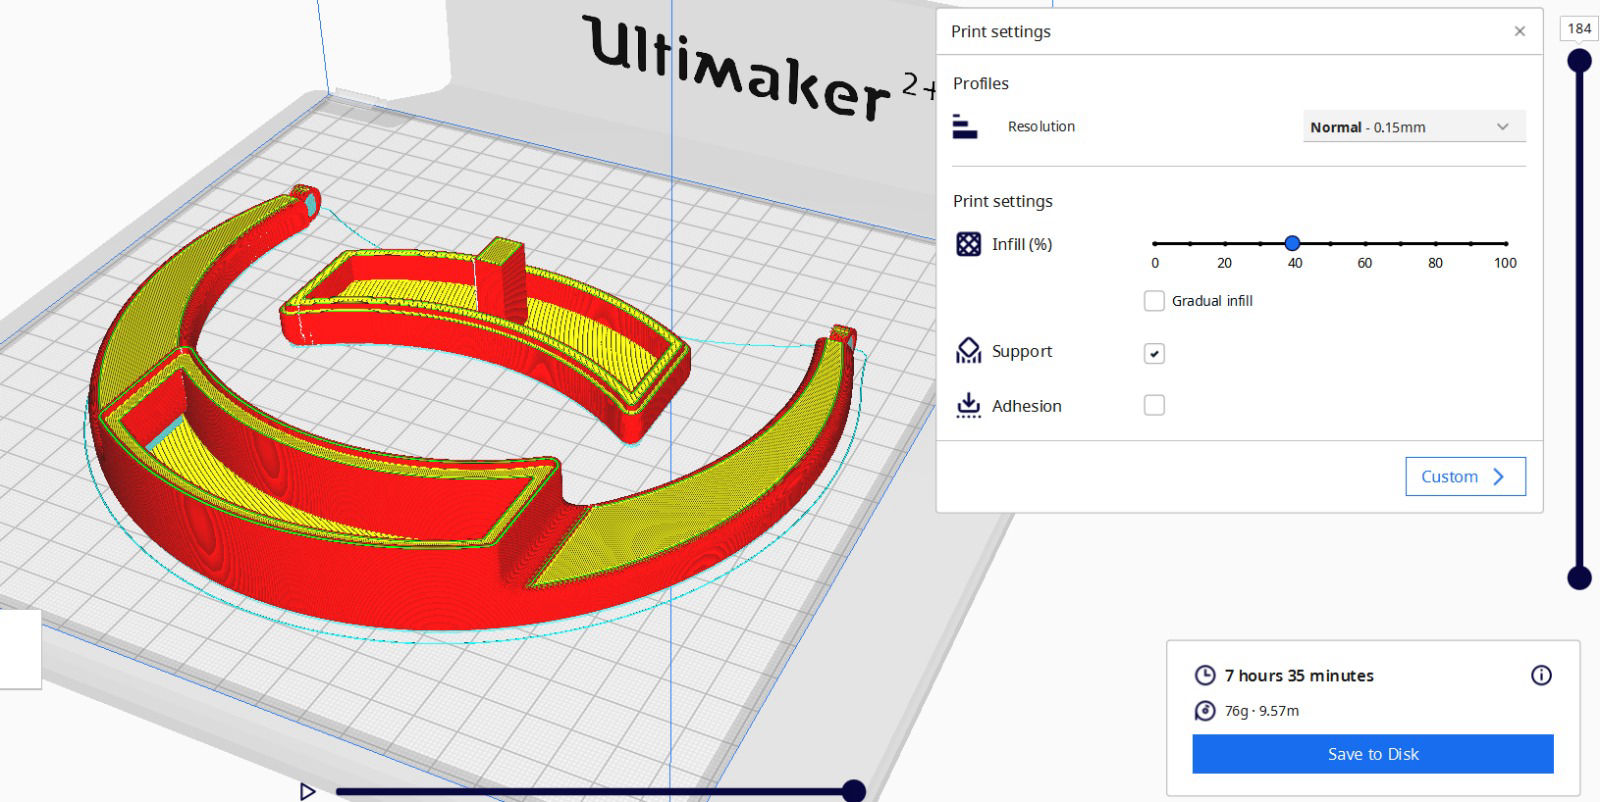 Ultimaker 2+
Print settings
184
Profiles
Resolution
Normal - 0.15mm
Print settings
Infill (%)
0 20 40 60 80 100
Gradual infill
Support
Adhesion
Custom
7 hours 35 minutes
76g · 9.57m
Save to Disk